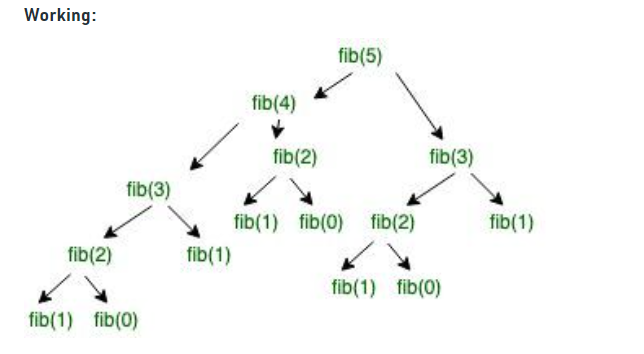 Working:
fib(5)
fib(4)
fib(2) fib(3)
fib(3)
fib(1) fib(0) fib(2) fib(1)
fib(2) fib(1)
fib(1) fib(0)
fib(1) fib(0)